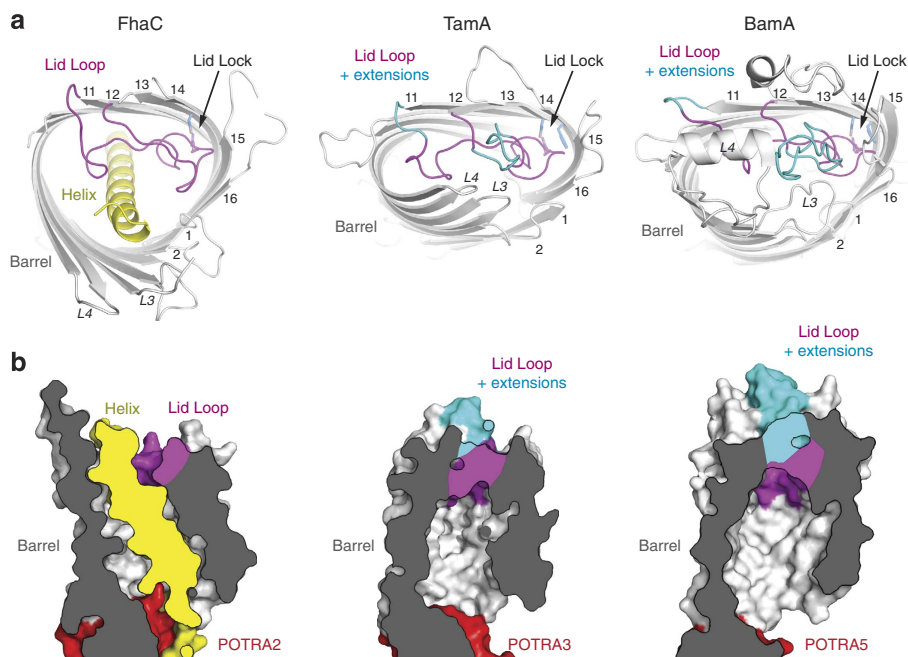 a
FhaC
TamA
BamA
Lid Loop
Lid Lock
11
12
13
14
15
16
1
2
Helix
Barrel
L4
L3
Lid Loop
+ extensions
Lid Lock
11
12
13
14
15
16
1
2
L4
L3
Barrel
Lid Loop
+ extensions
Lid Lock
11
12
13
14
15
16
1
2
L4
L3
Barrel
b
Helix
Lid Loop
Barrel
POTRA2
Lid Loop
+ extensions
Barrel
POTRA3
Lid Loop
+ extensions
Barrel
POTRA5